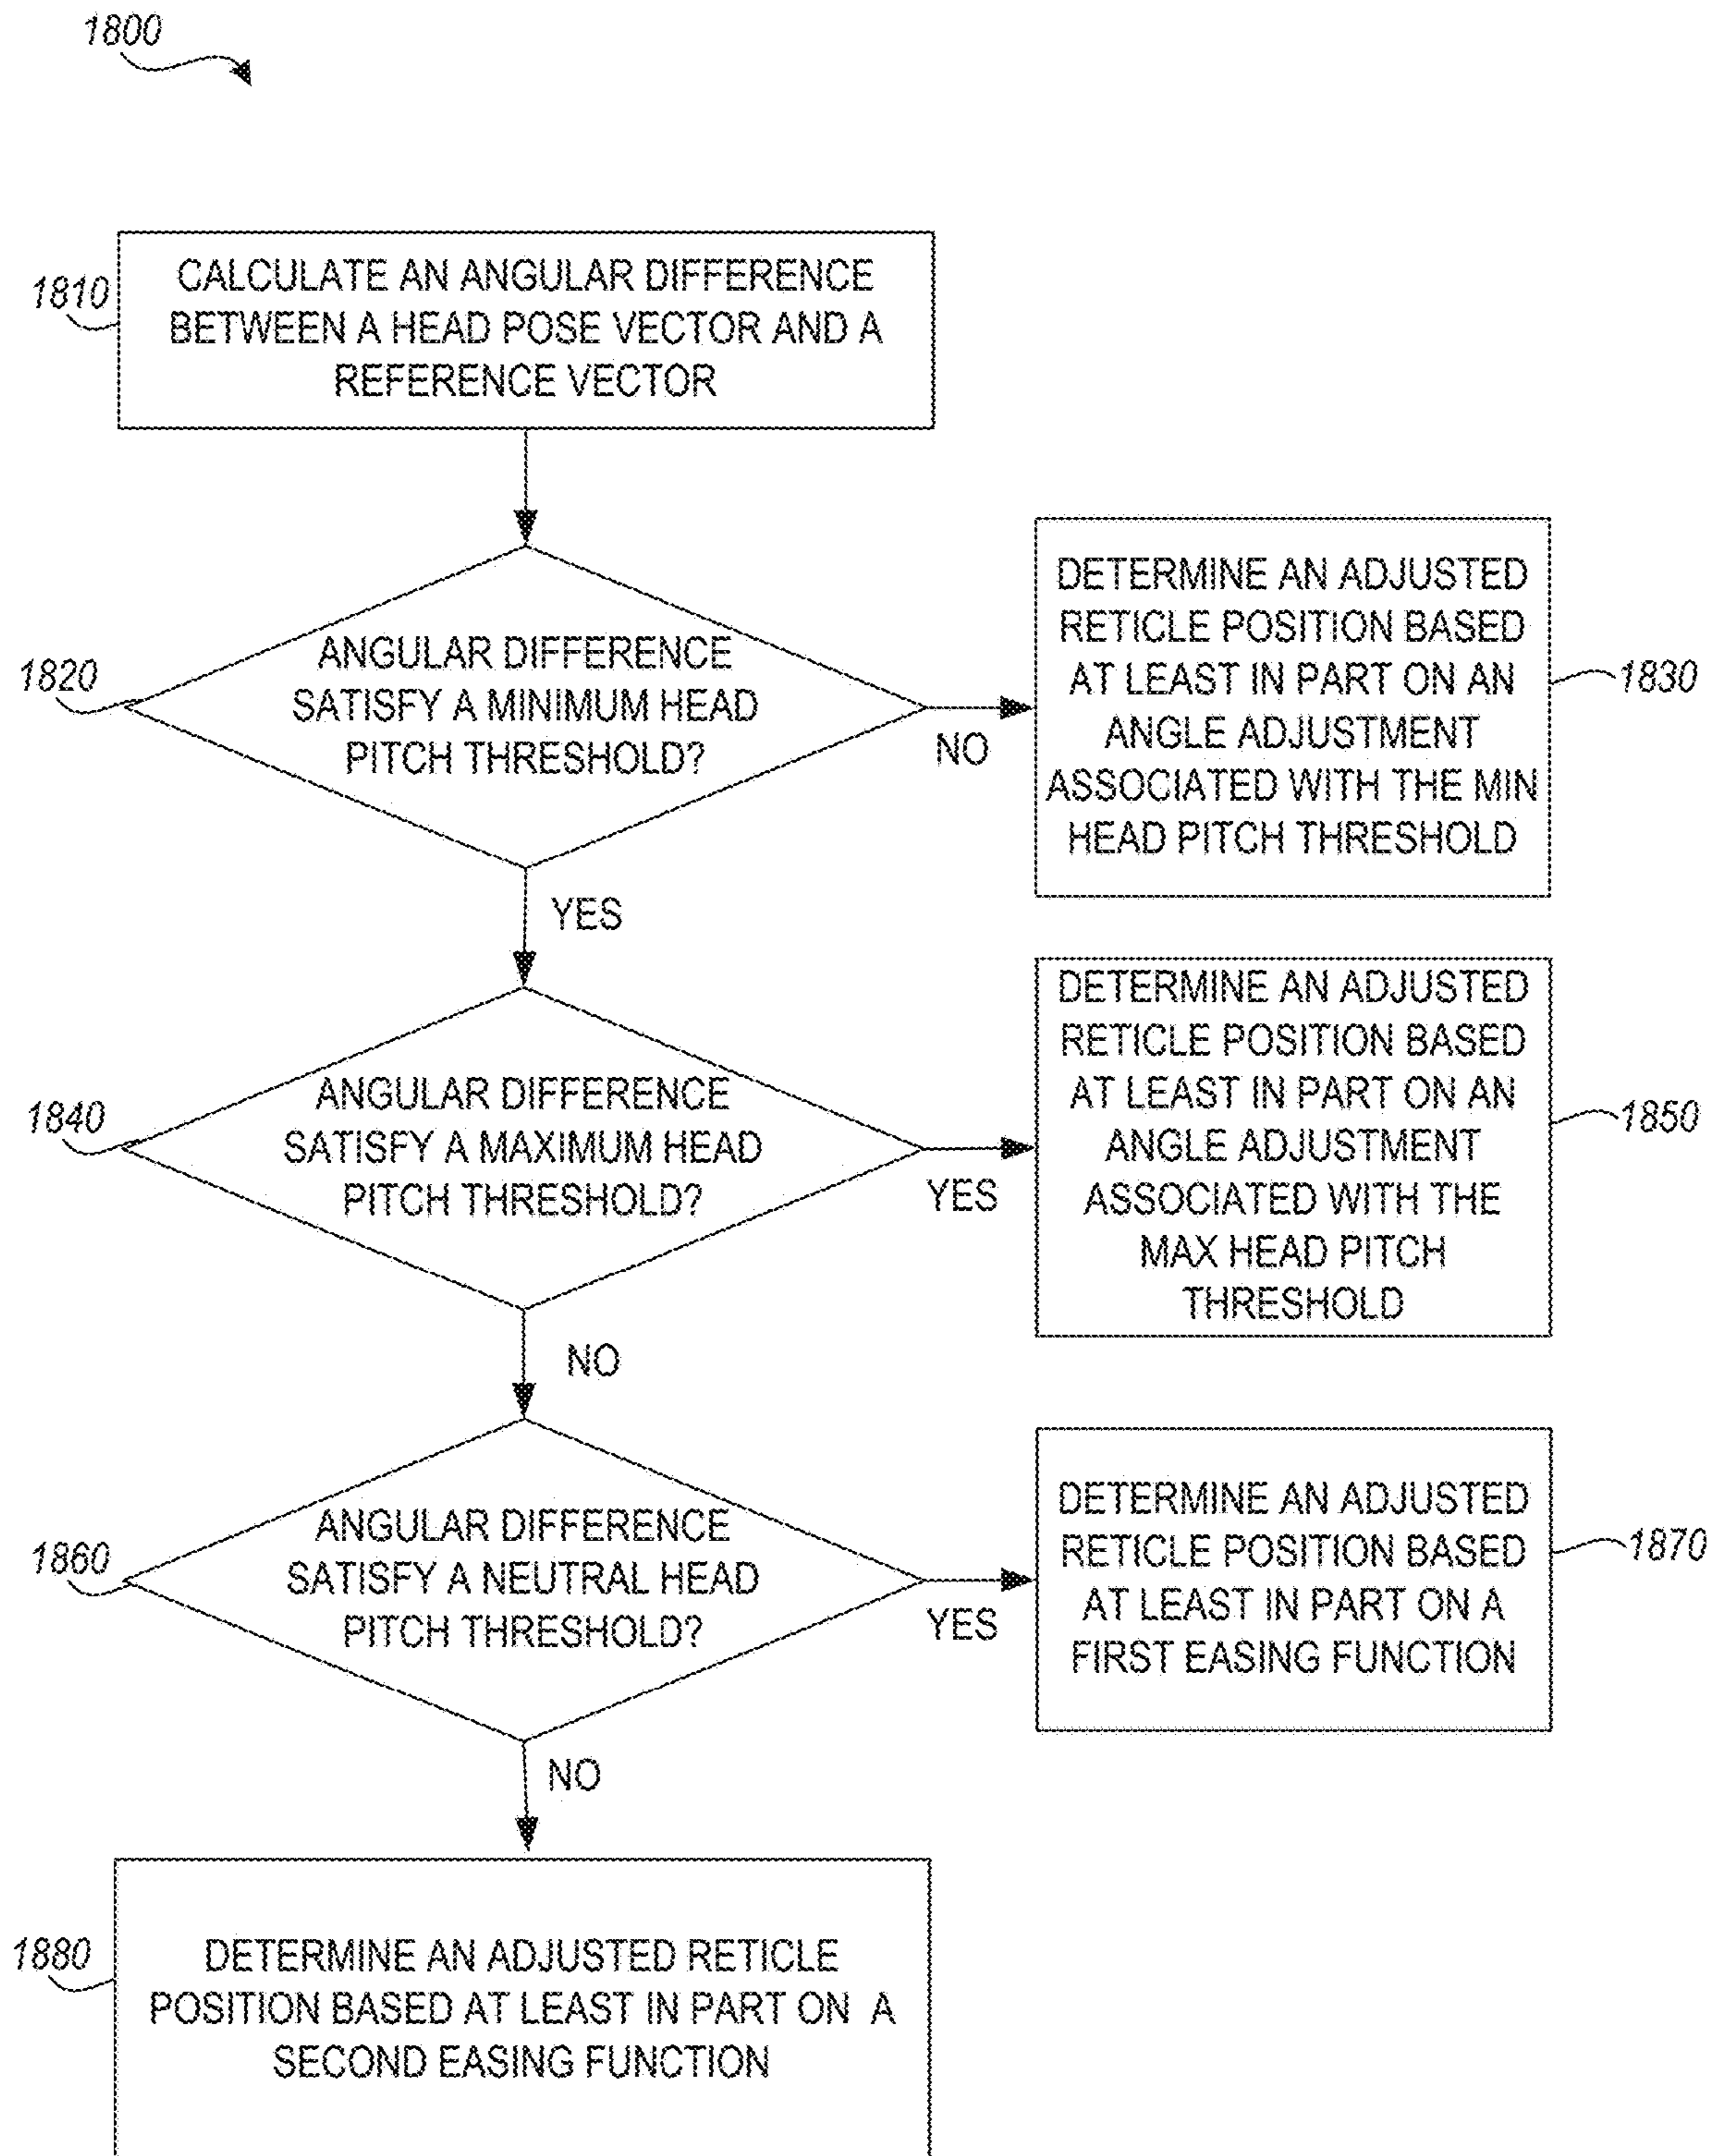 1800
1810
CALCULATE AN ANGULAR DIFFERENCE
BETWEEN A HEAD POSE VECTOR AND A
REFERENCE VECTOR
1820
ANGULAR DIFFERENCE
SATISFY A MINIMUM HEAD
PITCH THRESHOLD?
NO
YES
DETERMINE AN ADJUSTED
RETICLE POSITION BASED
AT LEAST IN PART ON AN
ANGLE ADJUSTMENT
ASSOCIATED WITH THE MIN
HEAD PITCH THRESHOLD
1830
1840
ANGULAR DIFFERENCE
SATISFY A MAXIMUM HEAD
PITCH THRESHOLD?
YES
NO
DETERMINE AN ADJUSTED
RETICLE POSITION BASED
AT LEAST IN PART ON AN
ANGLE ADJUSTMENT
ASSOCIATED WITH THE
MAX HEAD PITCH
THRESHOLD
1850
1860
ANGULAR DIFFERENCE
SATISFY A NEUTRAL HEAD
PITCH THRESHOLD?
YES
NO
DETERMINE AN ADJUSTED
RETICLE POSITION BASED
AT LEAST IN PART ON A
FIRST EASING FUNCTION
1870
1880
DETERMINE AN ADJUSTED RETICLE
POSITION BASED AT LEAST IN PART ON A
SECOND EASING FUNCTION